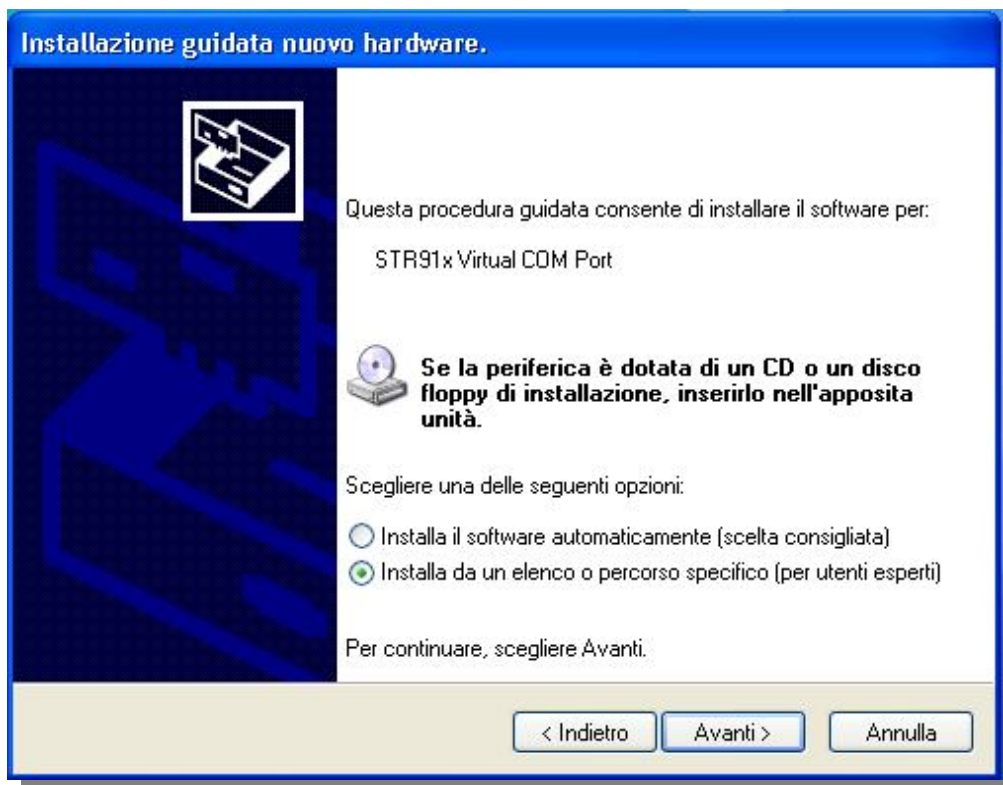 Installazione guidata nuovo hardware.
Questa procedura guidata consente di installare il software per:
STR91x Virtual COM Port
Se la periferica è dotata di un CD o un disco
floppy di installazione, inserirlo nell'apposita
unità.
Scegliere una delle seguenti opzioni:
Installa il software automaticamente (scelta consigliata)
Installa da un elenco o percorso specifico (per utenti esperti)
Per continuare, scegliere Avanti.
< Indietro Avanti > Annulla